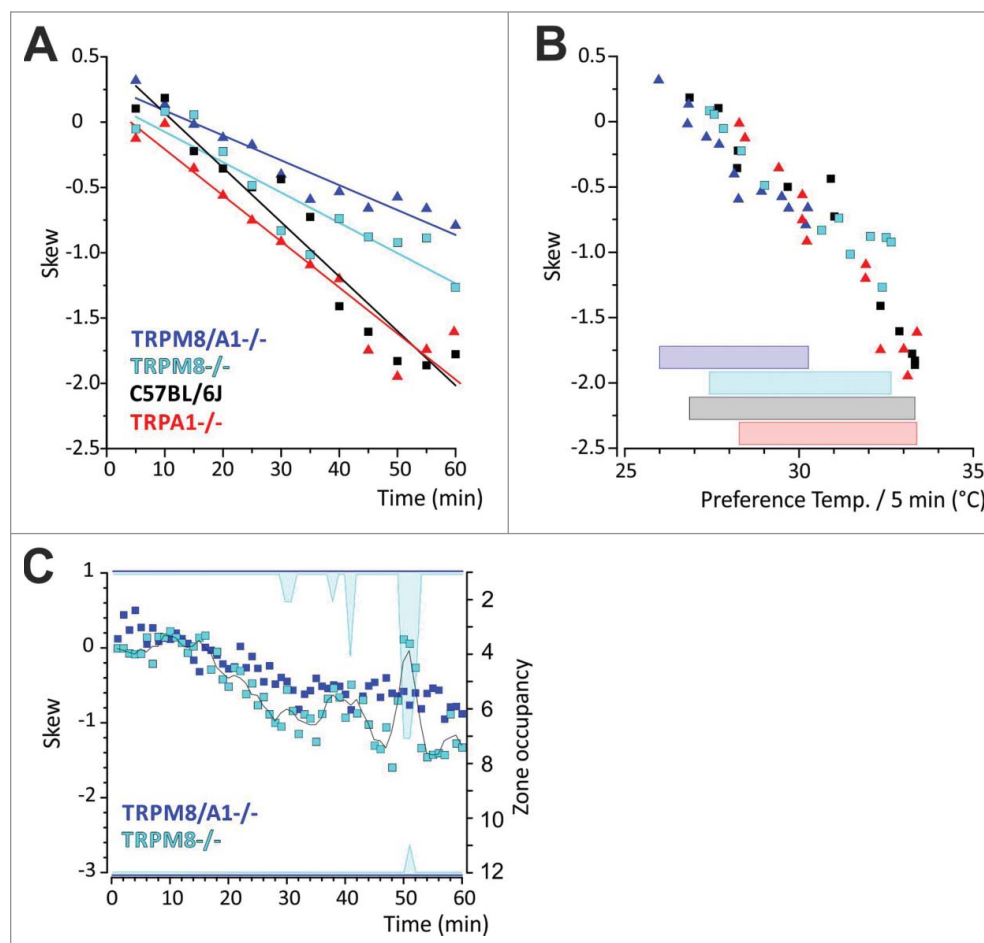 A
B
Skew
0.5
0
-0.5
-1.0
-1.5
-2.0
-2.5
TRPM8/A1-/-
TRPM8-/-
C57BL/6J
TRPA1-/-
0 10 20 30 40 50 60
Time (min)
Skew
0.5
0
-0.5
-1.0
-1.5
-2.0
-2.5
25 30 35
Preference Temp. / 5 min (°C)
C
Skew
1
0
-1
-2
-3
TRPM8/A1-/-
TRPM8-/-
2
4
6
8
10
12
Zone occupancy
0 10 20 30 40 50 60
Time (min)